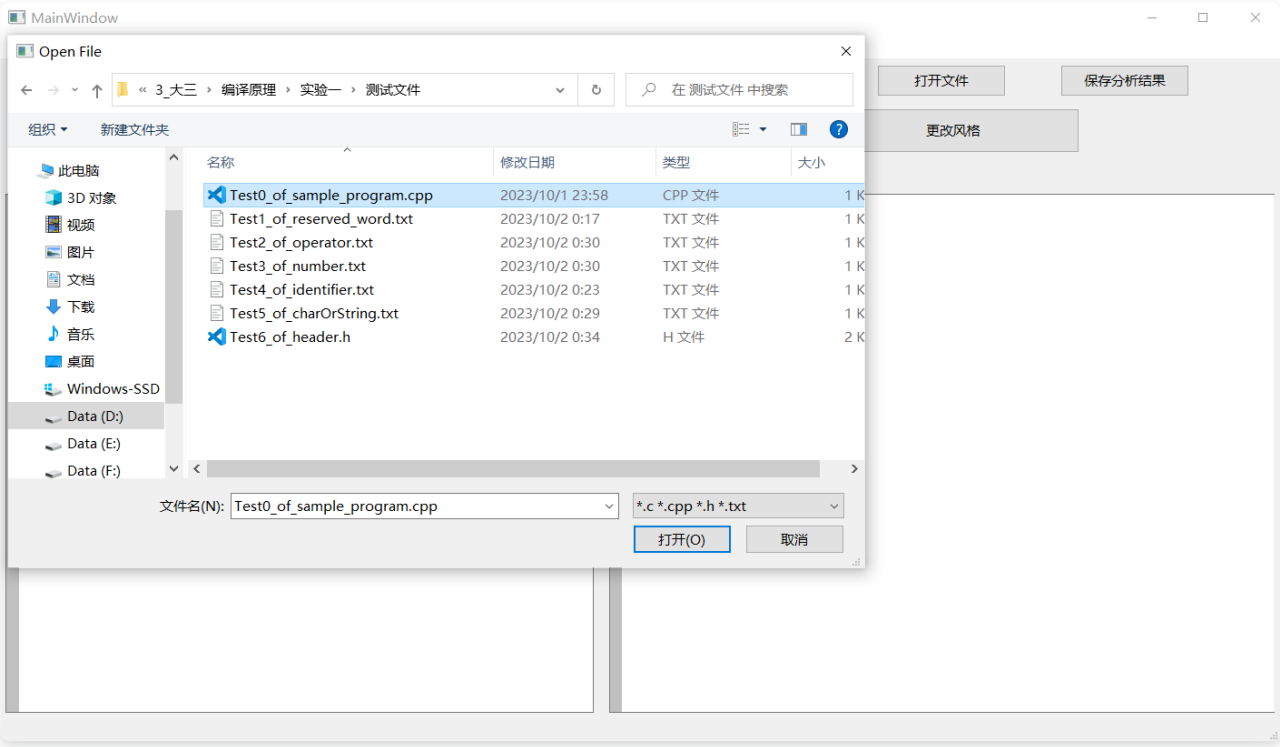 MainWindow
Open File
« 3_大三 › 编译原理 › 实验一 › 测试文件
在 测试文件 中搜索
打开文件
保存分析结果
组织
新建文件夹
更改风格
此电脑
3D 对象
视频
图片
文档
下载
音乐
桌面
Windows-SSD
Data (D:)
Data (E:)
Data (F:)
名称 修改日期 类型 大小
Test0_of_sample_program.cpp 2023/10/1 23:58 CPP 文件 1 K
Test1_of_reserved_word.txt 2023/10/2 0:17 TXT 文件 1 K
Test2_of_operator.txt 2023/10/2 0:30 TXT 文件 1 K
Test3_of_number.txt 2023/10/2 0:30 TXT 文件 1 K
Test4_of_identifier.txt 2023/10/2 0:23 TXT 文件 1 K
Test5_of_charOrString.txt 2023/10/2 0:29 TXT 文件 1 K
Test6_of_header.h 2023/10/2 0:34 H 文件 2 K
文件名(N): Test0_of_sample_program.cpp
*.c *.cpp *.h *.txt
打开(O)
取消